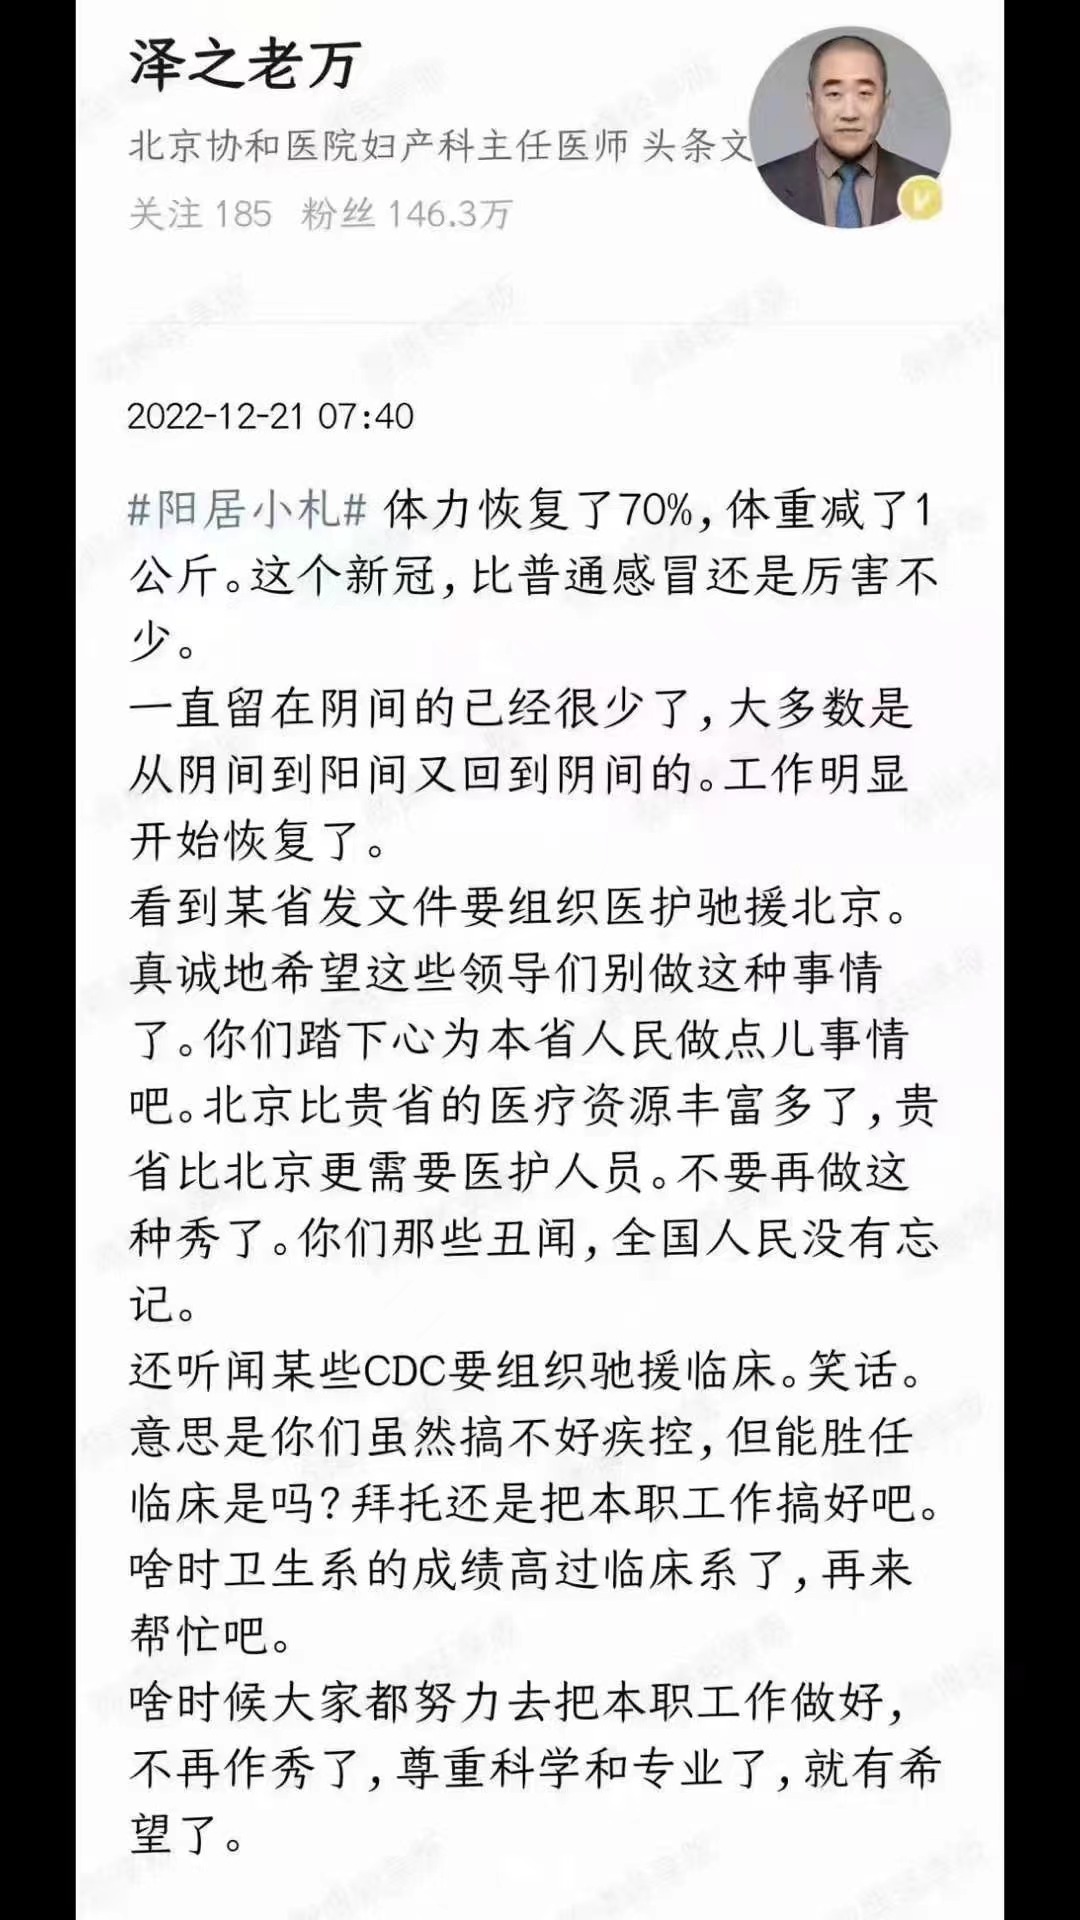 泽之老万
北京协和医院妇产科主任医师 头条文
关注 185 粉丝 146.3万
2022-12-21 07:40
#阳居小札# 体力恢复了70%，体重减了1
公斤。这个新冠，比普通感冒还是厉害不
少。
一直留在阴间的已经很少了，大多数是
从阴间到阳间又回到阴间的。工作明显
开始恢复了。
看到某省发文件要组织医护驰援北京。
真诚地希望这些领导们别做这种事情
了。你们踏下心为本省人民做点儿事情
吧。北京比贵省的医疗资源丰富多了，贵
省比北京更需要医护人员。不要再做这
种秀了。你们那些丑闻，全国人民没有忘
记。
还听闻某些CDC要组织驰援临床。笑话。
意思是你们虽然搞不好疾控，但能胜任
临床是吗？拜托还是把本职工作搞好吧。
啥时卫生系的成绩高过临床系了，再来
帮忙吧。
啥时候大家都努力去把本职工作做好，
不再作秀了，尊重科学和专业了，就有希
望了。